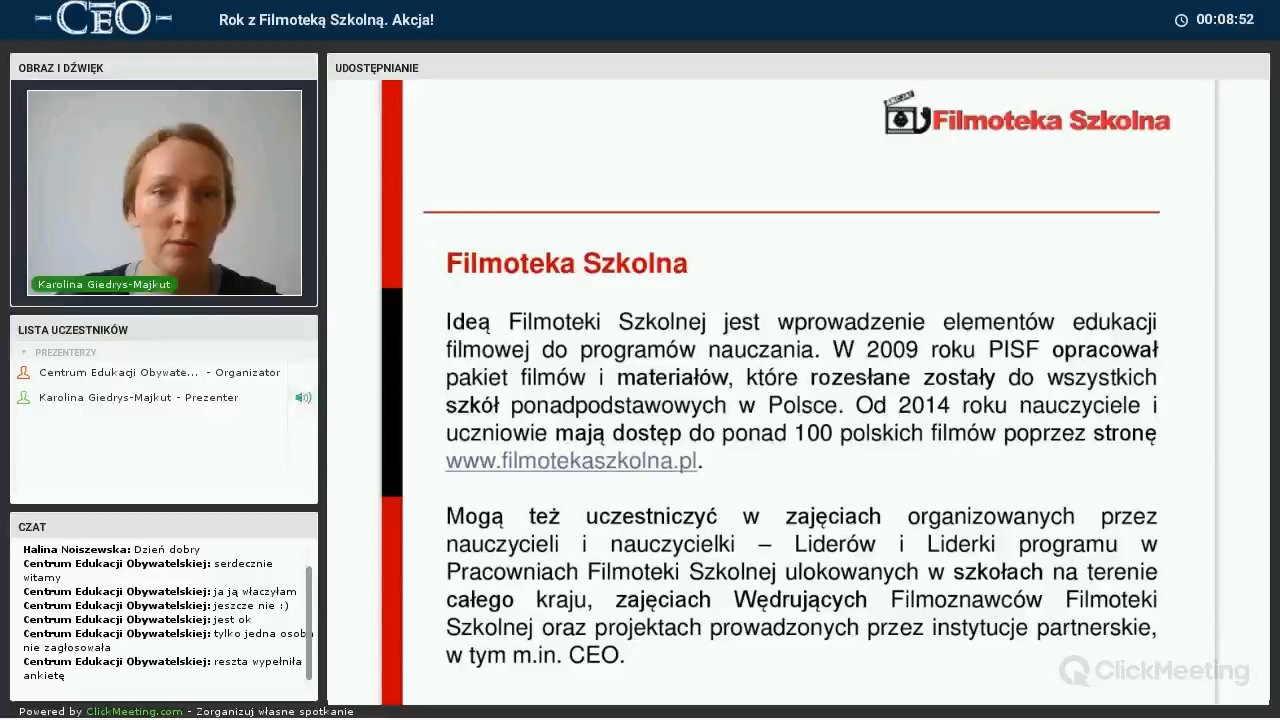 CEO
Rok z Filmoteką Szkolną. Akcja!
00:08:52
OBRAZ I DŹWIĘK
Karolina Giedrys-Majkut
LISTA UCZESTNIKÓW
PREZENTERZY
Centrum Edukacji Obywate... - Organizator
Karolina Giedrys-Majkut - Prezenter
CZAT
Halina Noiszewska: Dzień dobry
Centrum Edukacji Obywatelskiej: serdecznie
witamy
Centrum Edukacji Obywatelskiej: ja ją właczyłam
Centrum Edukacji Obywatelskiej: jeszcze nie :)
Centrum Edukacji Obywatelskiej: jest ok
Centrum Edukacji Obywatelskiej: tylko jedna osoba
nie zagłosowała
Centrum Edukacji Obywatelskiej: reszta wypełniła
ankietę
UDOSTĘPNIANIE
AKCJA!
Filmoteka Szkolna
Filmoteka Szkolna
Ideą Filmoteki Szkolnej jest wprowadzenie elementów edukacji
filmowej do programów nauczania. W 2009 roku PISF opracował
pakiet filmów i materiałów, które rozesłane zostały do wszystkich
szkół ponadpodstawowych w Polsce. Od 2014 roku nauczyciele i
uczniowie mają dostęp do ponad 100 polskich filmów poprzez stronę
www.filmotekaszkolna.pl.
Mogą też uczestniczyć w zajęciach organizowanych przez
nauczycieli i nauczycielki – Liderów i Liderki programu w
Pracowniach Filmoteki Szkolnej ulokowanych w szkołach na terenie
całego kraju, zajęciach Wędrujących Filmoznawców Filmoteki
Szkolnej oraz projektach prowadzonych przez instytucje partnerskie,
w tym m.in. CEO.
ClickMeeting
Powered by ClickMeeting.com - Zorganizuj własne spotkanie